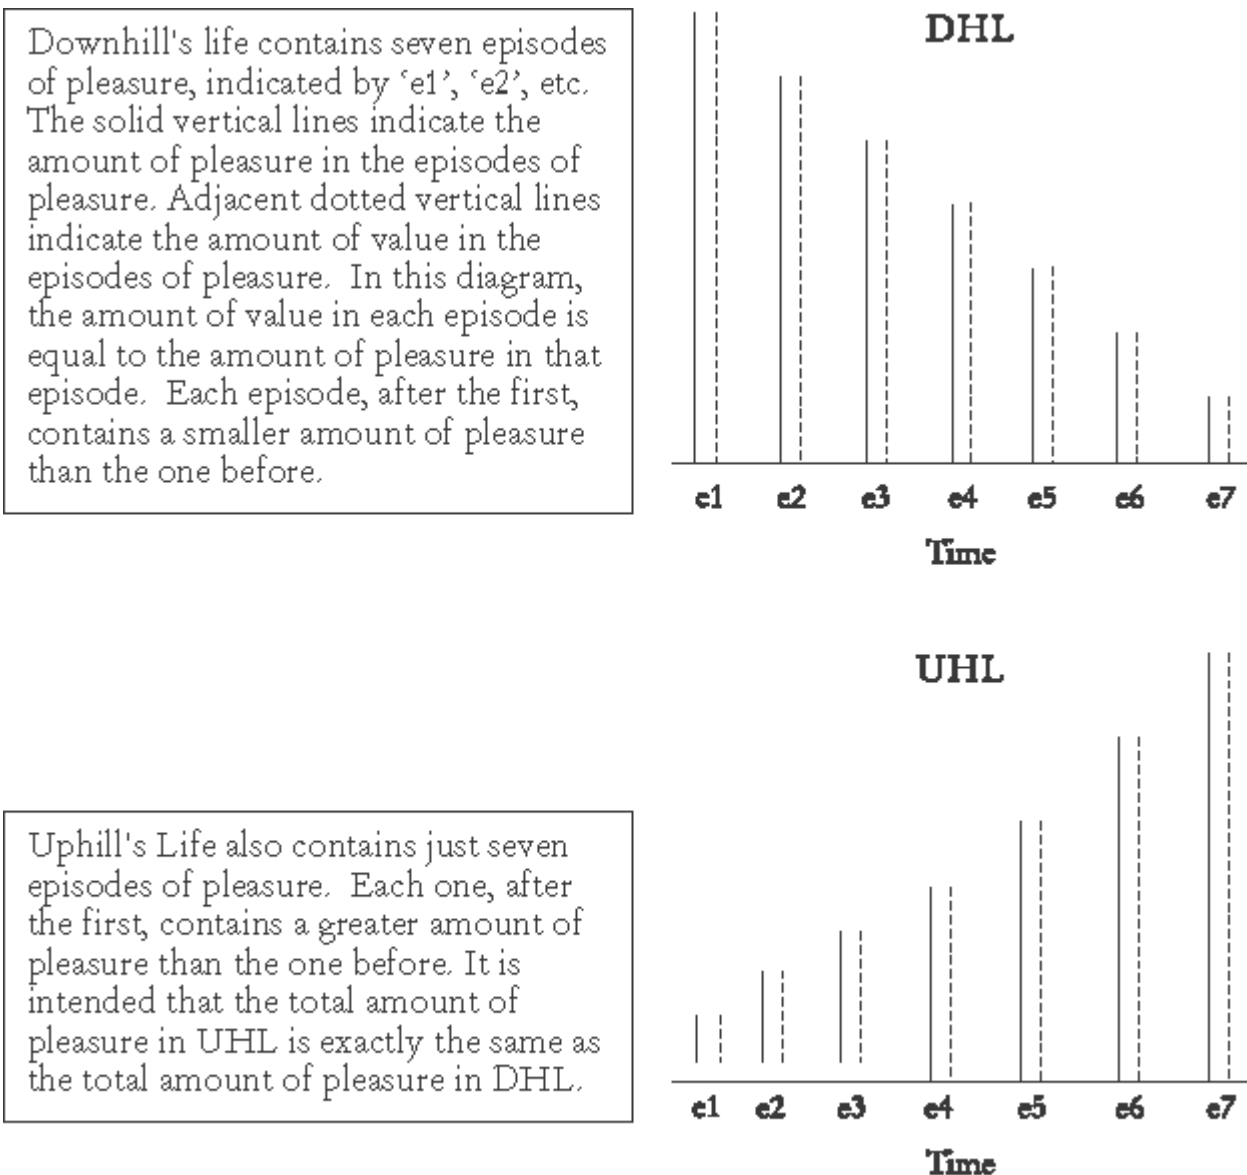 Downhill's life contains seven episodes
of pleasure, indicated by ‘e1’, ‘e2’, etc.
The solid vertical lines indicate the
amount of pleasure in the episodes of
pleasure. Adjacent dotted vertical lines
indicate the amount of value in the
episodes of pleasure. In this diagram,
the amount of value in each episode is
equal to the amount of pleasure in that
episode. Each episode, after the first,
contains a smaller amount of pleasure
than the one before.
DHL
e1 e2 e3 e4 e5 e6 e7
Time
UHL
Uphill's Life also contains just seven
episodes of pleasure. Each one, after
the first, contains a greater amount of
pleasure than the one before. It is
intended that the total amount of
pleasure in UHL is exactly the same as
the total amount of pleasure in DHL.
e1 e2 e3 e4 e5 e6 e7
Time